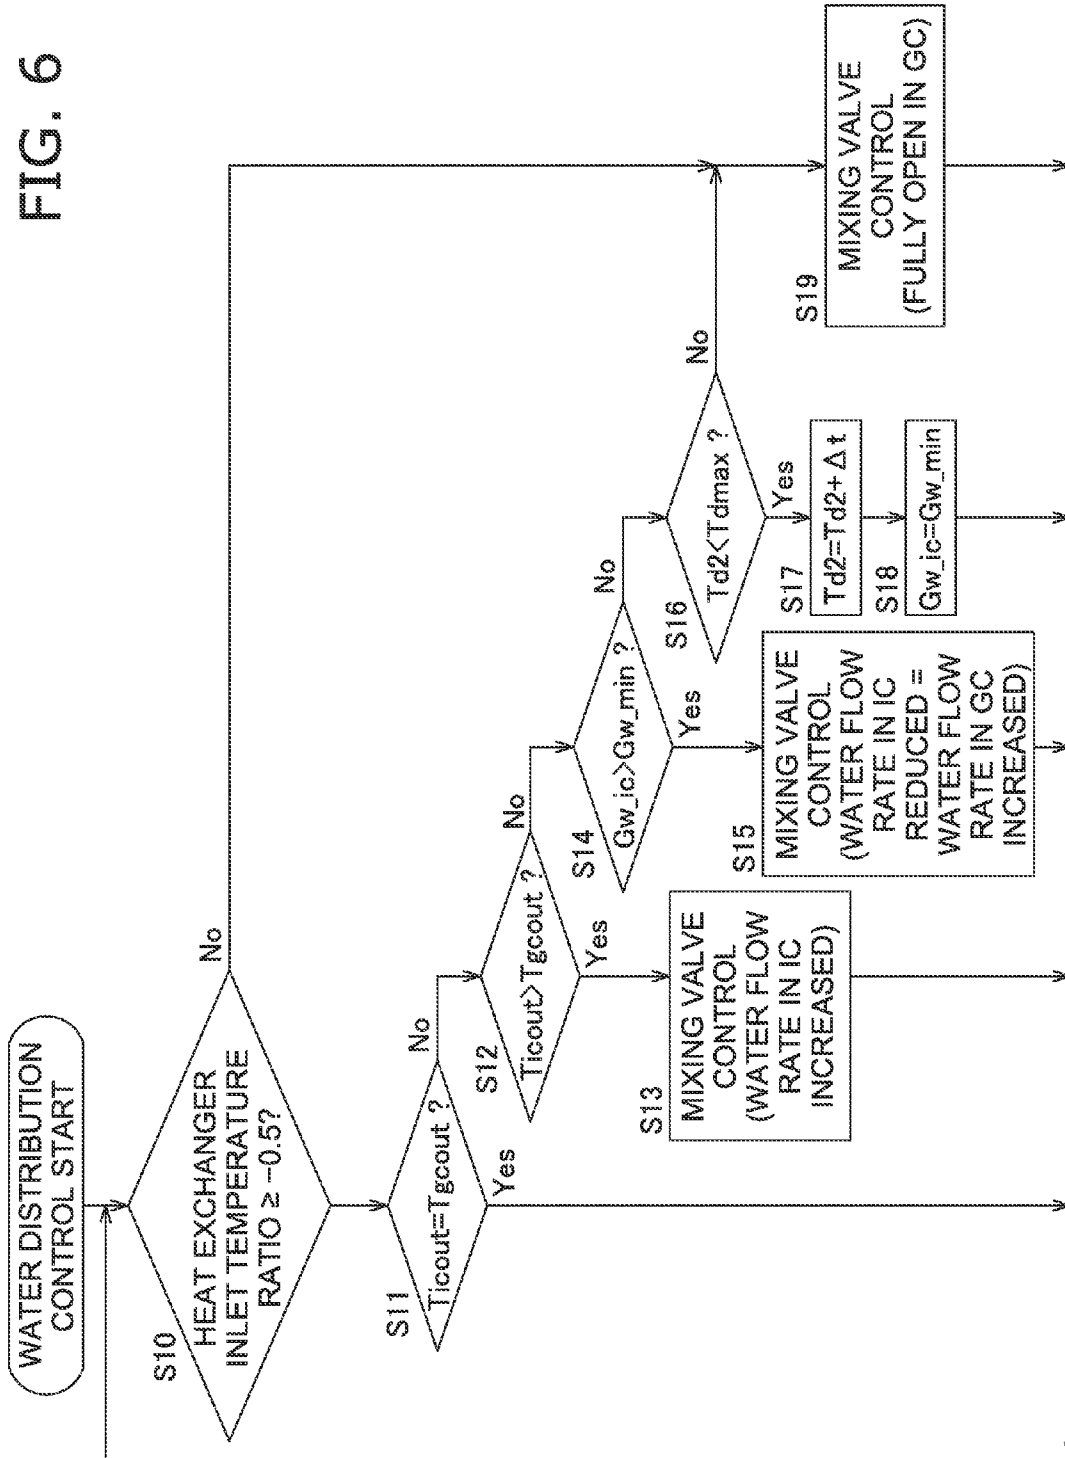 FIG. 6
WATER DISTRIBUTION
CONTROL START
S10
HEAT EXCHANGER
INLET TEMPERATURE
RATIO ≥ -0.5?
No
S11
Ticout=Tgcout ?
No
Yes
S12
Ticout>Tgcout ?
No
Yes
S13
MIXING VALVE
CONTROL
(WATER FLOW
RATE IN IC
INCREASED)
S14
Gw_ic>Gw_min ?
No
Yes
S15
MIXING VALVE
CONTROL
(WATER FLOW
RATE IN IC
REDUCED =
WATER FLOW
RATE IN GC
INCREASED)
S16
Td2<Tdmax ?
No
Yes
S17
Td2=Td2+Δt
S18
Gw_ic=Gw_min
S19
MIXING VALVE
CONTROL
(FULLY OPEN IN GC)